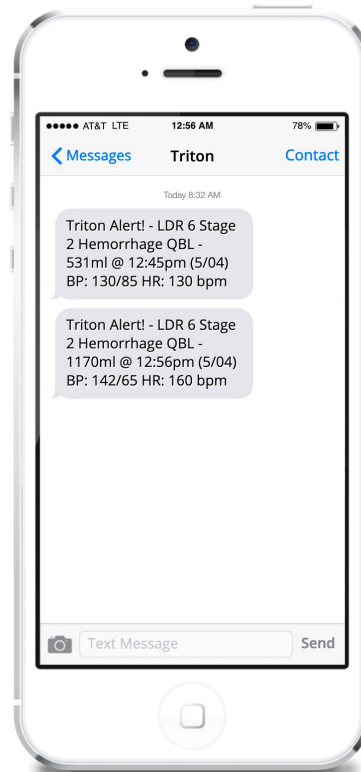 AT&T LTE 12:56 AM 78%
Messages Triton Contact
Today 8:32 AM
Triton Alert! - LDR 6 Stage
2 Hemorrhage QBL -
531ml @ 12:45pm (5/04)
BP: 130/85 HR: 130 bpm
Triton Alert! - LDR 6 Stage
2 Hemorrhage QBL -
1170ml @ 12:56pm (5/04)
BP: 142/65 HR: 160 bpm
Text Message Send